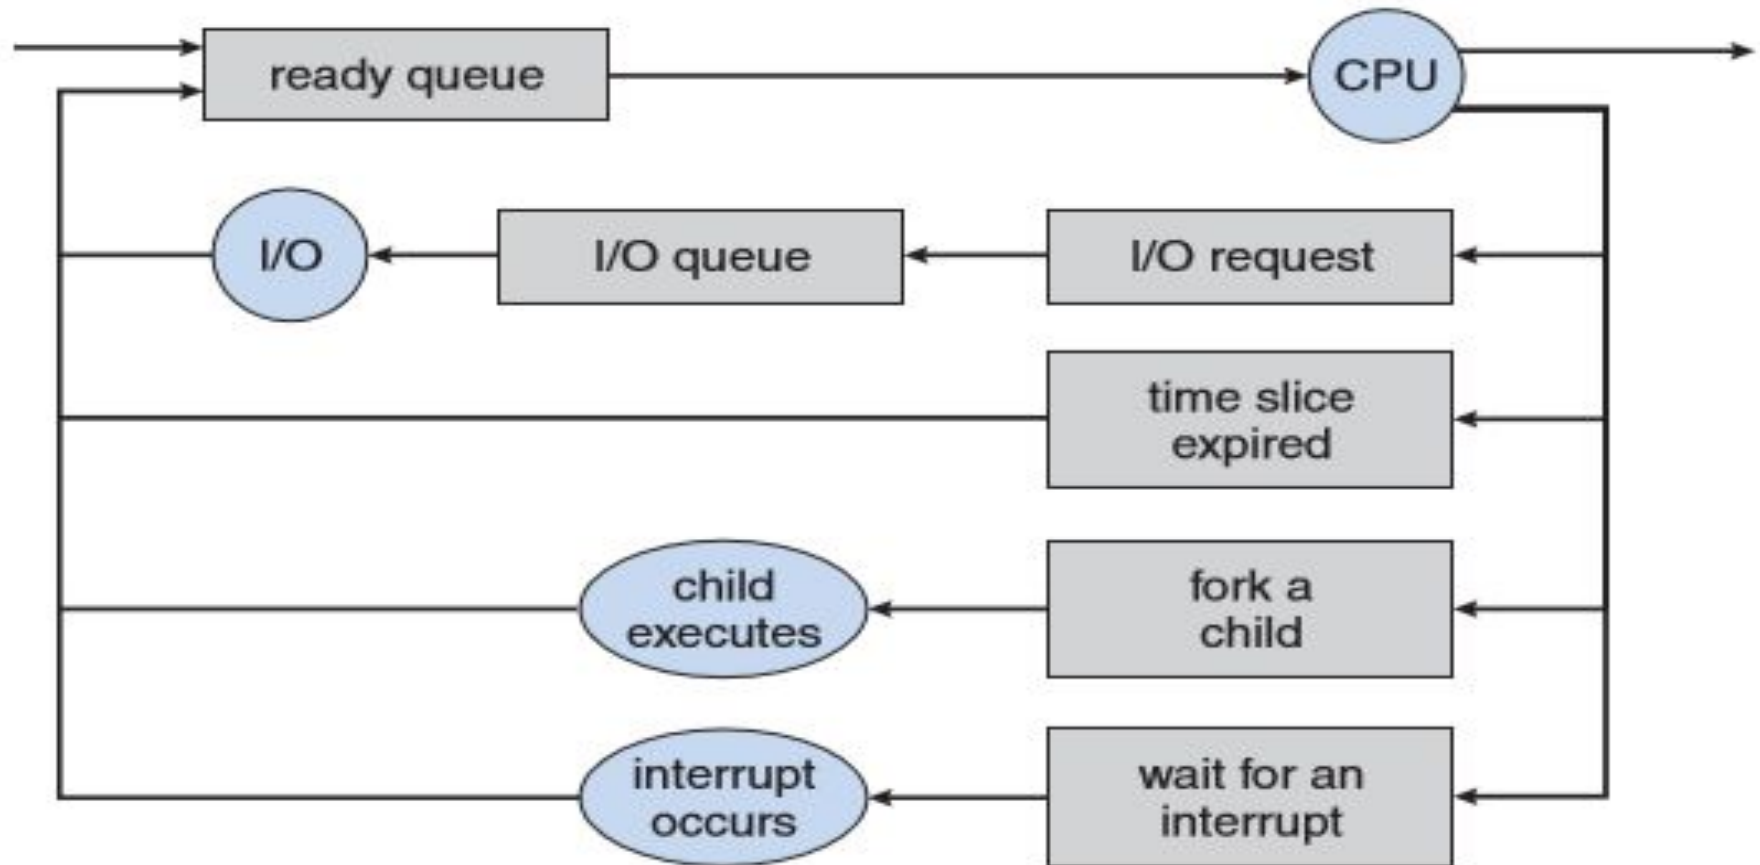 ready queue
CPU
I/O
I/O queue
I/O request
time slice
expired
child
executes
fork a
child
interrupt
occurs
wait for an
interrupt